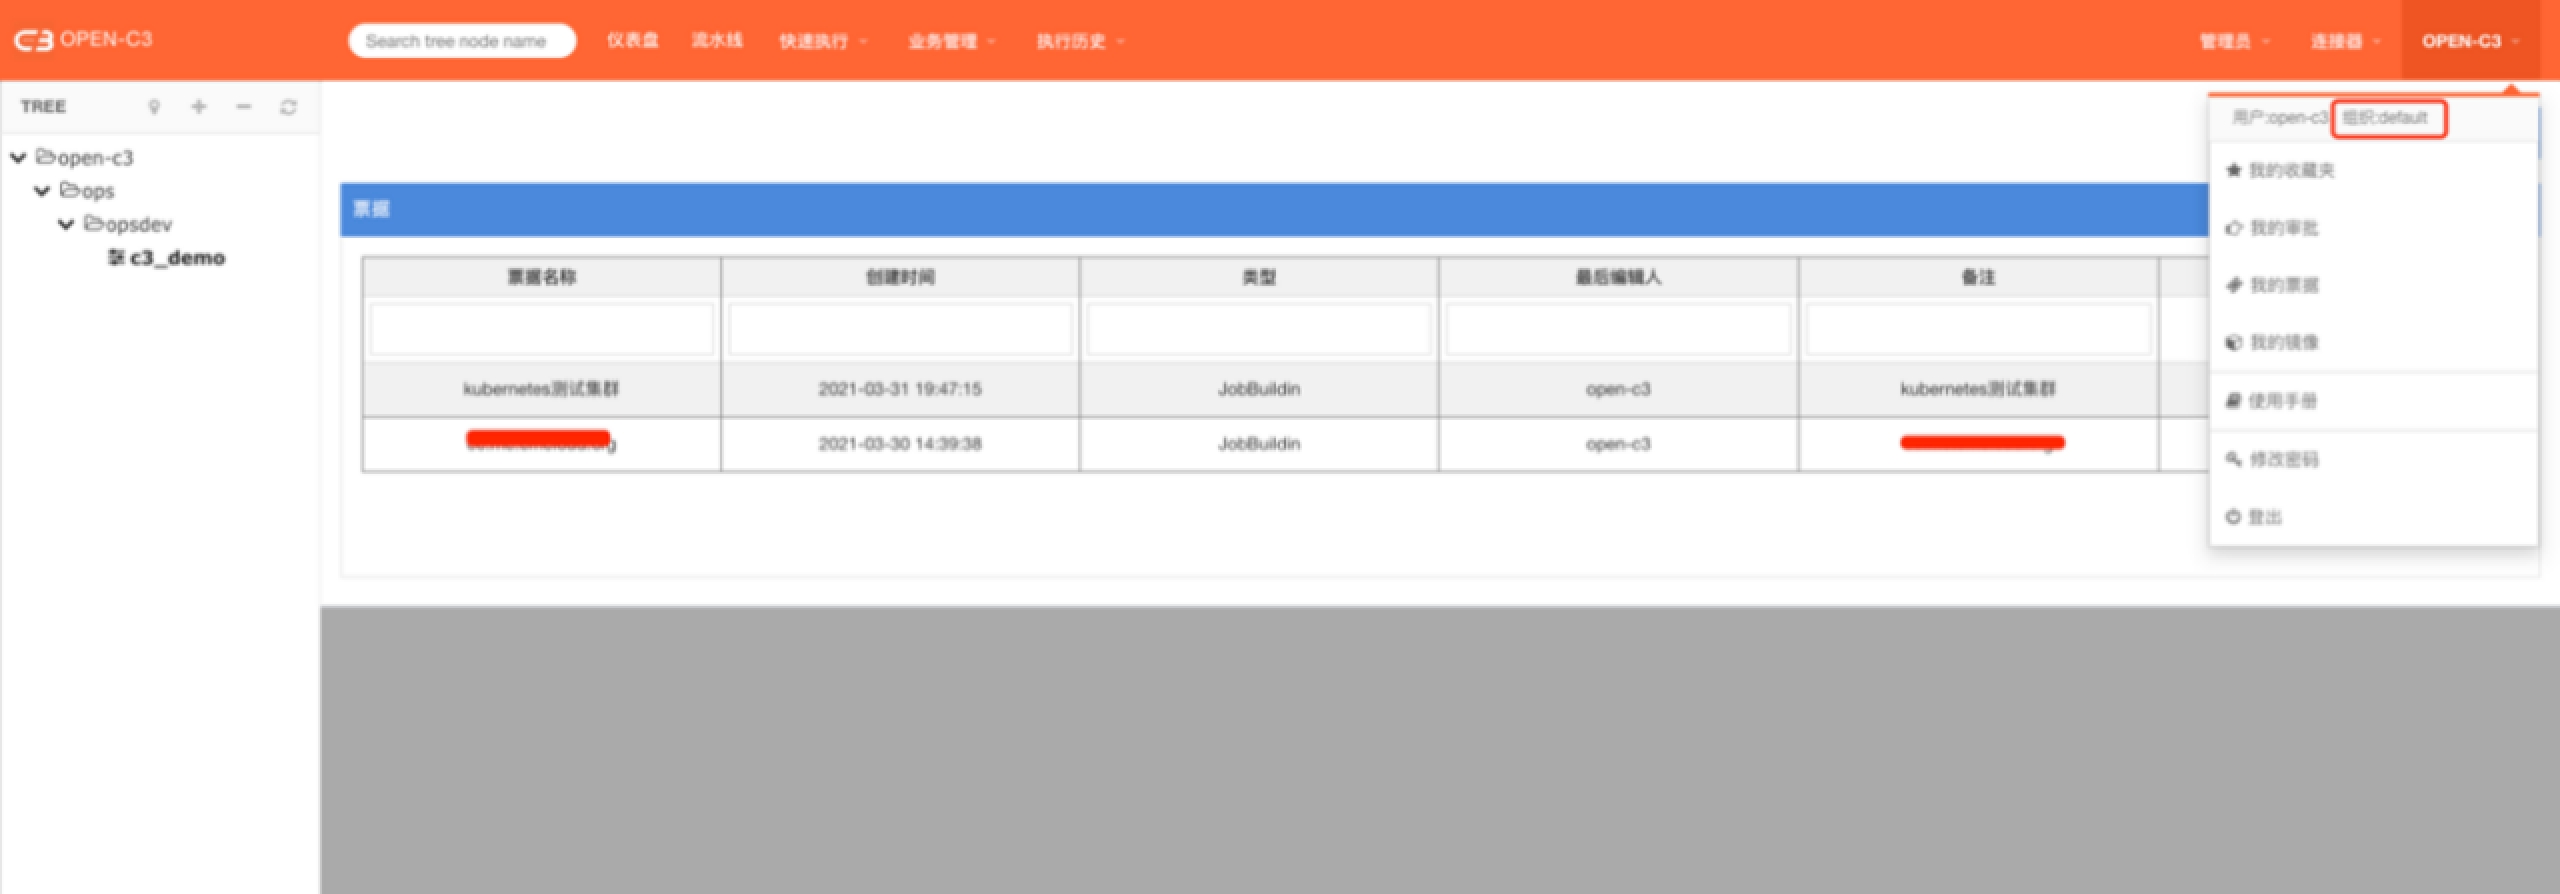 OPEN-C3
Search tree node name 仪表盘 流水线 快速执行 业务管理 执行历史 管理员 连接器 OPEN-C3
TREE
open-c3
ops
opsdev
c3_demo
用户:open-c3 组织:default
我的收藏夹
我的审批
我的票据
我的镜像
使用手册
修改密码
登出
票据
票据名称 创建时间 类型 最后编辑人 备注
kubernetes测试集群 2021-03-31 19:47:15 JobBuildin open-c3 kubernetes测试集群
2021-03-30 14:39:38 JobBuildin open-c3